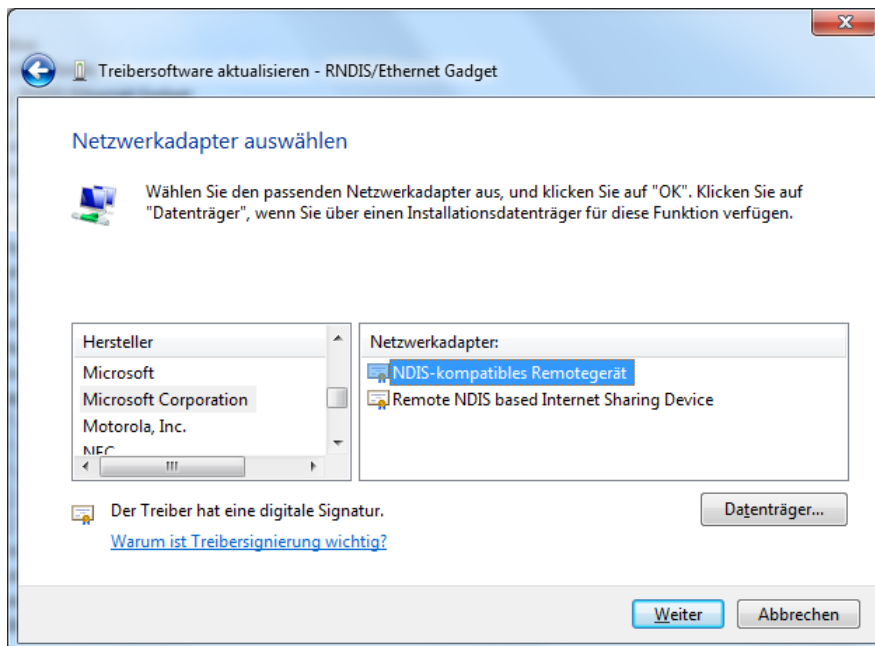 Treibersoftware aktualisieren - RNDIS/Ethernet Gadget
Netzwerkadapter auswählen
Wählen Sie den passenden Netzwerkadapter aus, und klicken Sie auf "OK". Klicken Sie auf
"Datenträger", wenn Sie über einen Installationsdatenträger für diese Funktion verfügen.
Hersteller
Microsoft
Microsoft Corporation
Motorola, Inc.
NEC
Netzwerkadapter:
NDIS-kompatibles Remotegerät
Remote NDIS based Internet Sharing Device
Der Treiber hat eine digitale Signatur.
Datenträger...
Warum ist Treibersignierung wichtig?
Weiter
Abbrechen